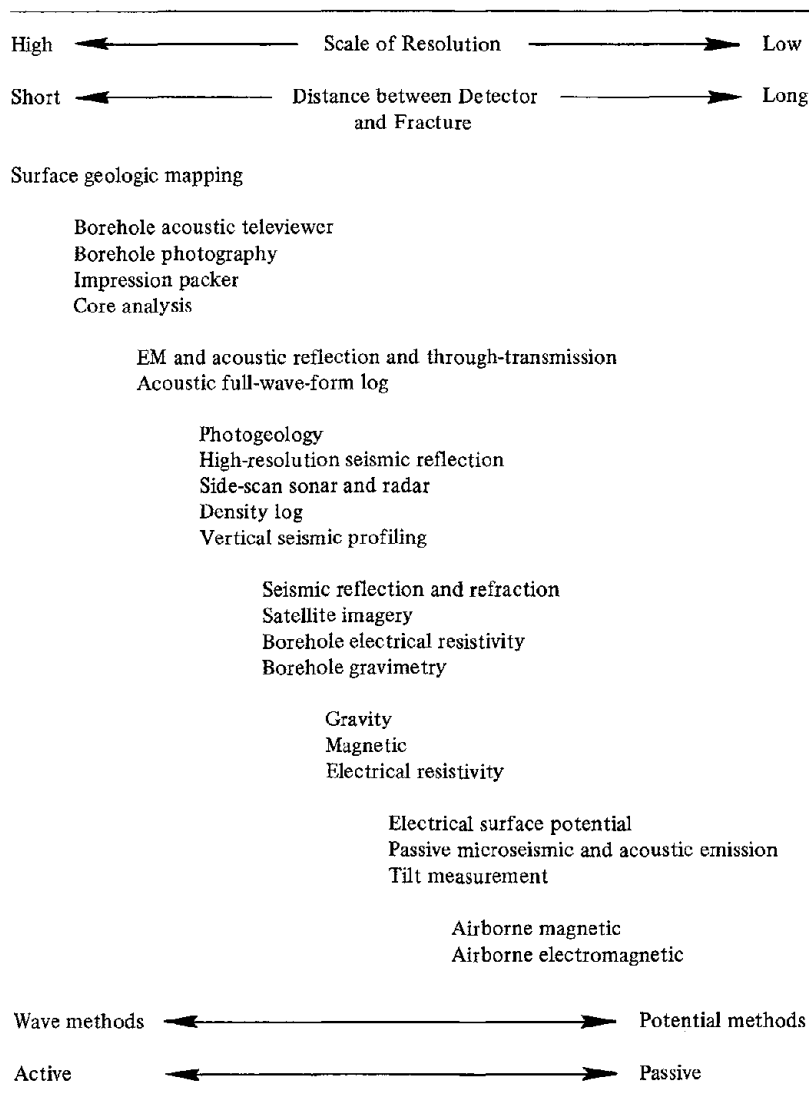 High Scale of Resolution Low
Short Distance between Detector Long
and Fracture
Surface geologic mapping
Borehole acoustic televiewer
Borehole photography
Impression packer
Core analysis
EM and acoustic reflection and through-transmission
Acoustic full-wave-form log
Photogeology
High-resolution seismic reflection
Side-scan sonar and radar
Density log
Vertical seismic profiling
Seismic reflection and refraction
Satellite imagery
Borehole electrical resistivity
Borehole gravimetry
Gravity
Magnetic
Electrical resistivity
Electrical surface potential
Passive microseismic and acoustic emission
Tilt measurement
Airborne magnetic
Airborne electromagnetic
Wave methods Potential methods
Active Passive